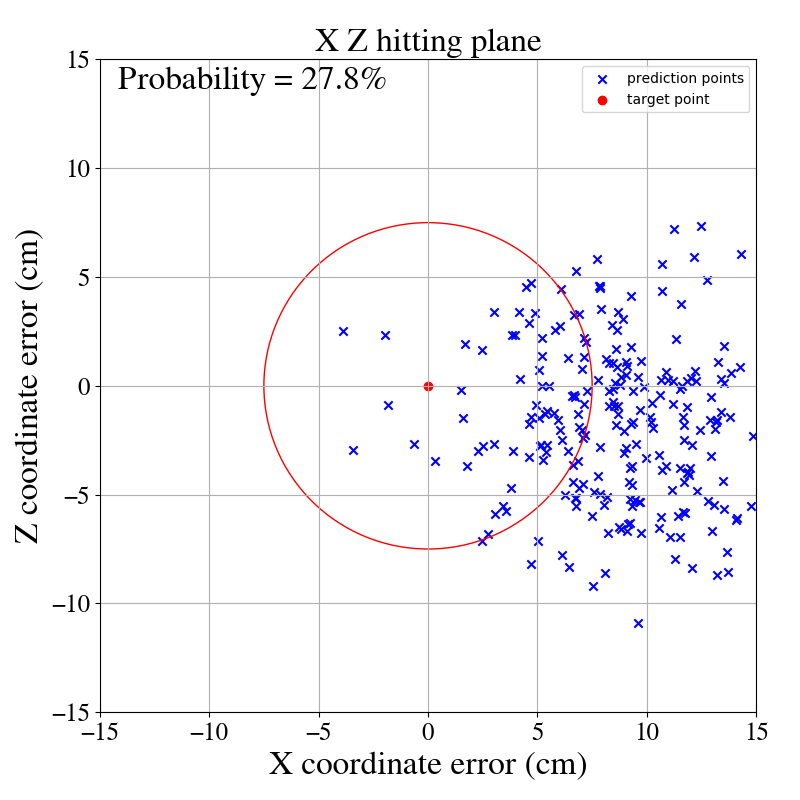 X Z hitting plane
Probability = 27.8%
prediction points
target point
Z coordinate error (cm)
15
10
5
0
−5
−10
−15
−15 −10 −5 0 5 10 15
X coordinate error (cm)